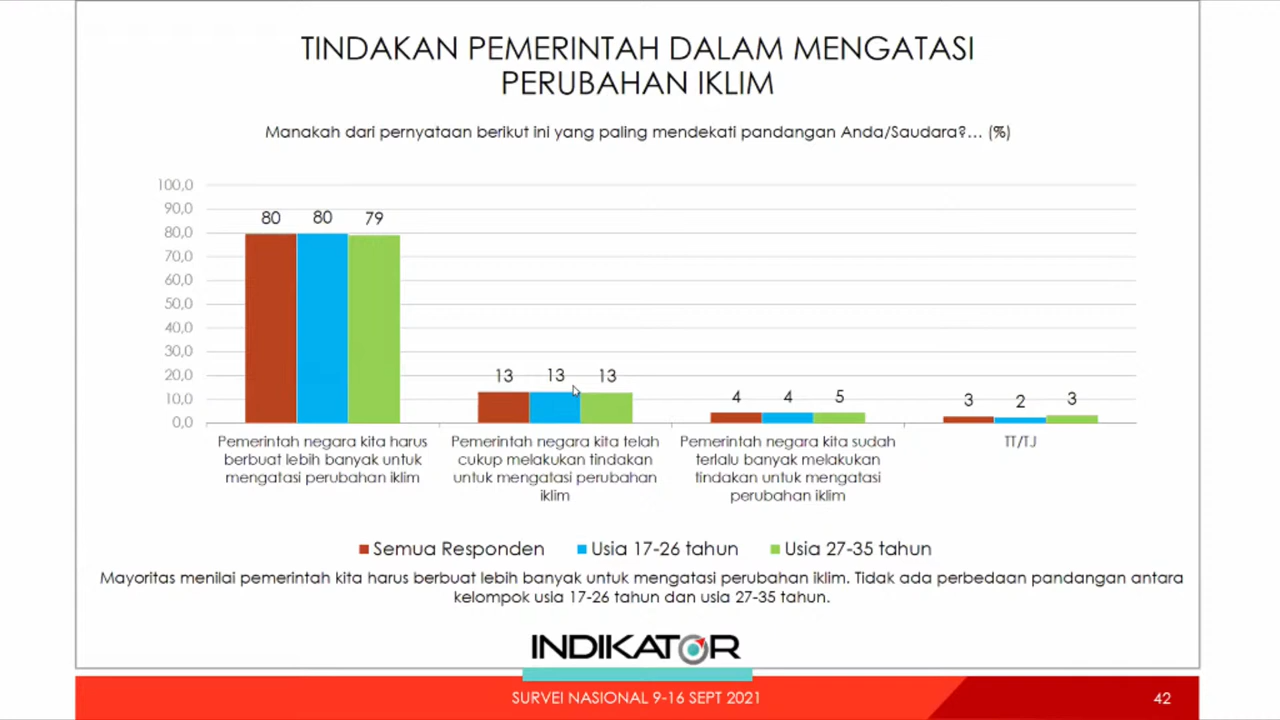 TINDAKAN PEMERINTAH DALAM MENGATASI
PERUBAHAN IKLIM
Manakah dari pernyataan berikut ini yang paling mendekati pandangan Anda/Saudara?... (%)
100,0
90,0
80,0
70,0
60,0
50,0
40,0
30,0
20,0
10,0
0,0
80 80 79
13 13 13
4 4 5
3 2 3
Pemerintah negara kita harus
berbuat lebih banyak untuk
mengatasi perubahan iklim
Pemerintah negara kita telah
cukup melakukan tindakan
untuk mengatasi perubahan
iklim
Pemerintah negara kita sudah
terlalu banyak melakukan
tindakan untuk mengatasi
perubahan iklim
TT/TJ
Semua Responden Usia 17-26 tahun Usia 27-35 tahun
Mayoritas menilai pemerintah kita harus berbuat lebih banyak untuk mengatasi perubahan iklim. Tidak ada perbedaan pandangan antara
kelompok usia 17-26 tahun dan usia 27-35 tahun.
INDIKATOR
SURVEI NASIONAL 9-16 SEPT 2021
42